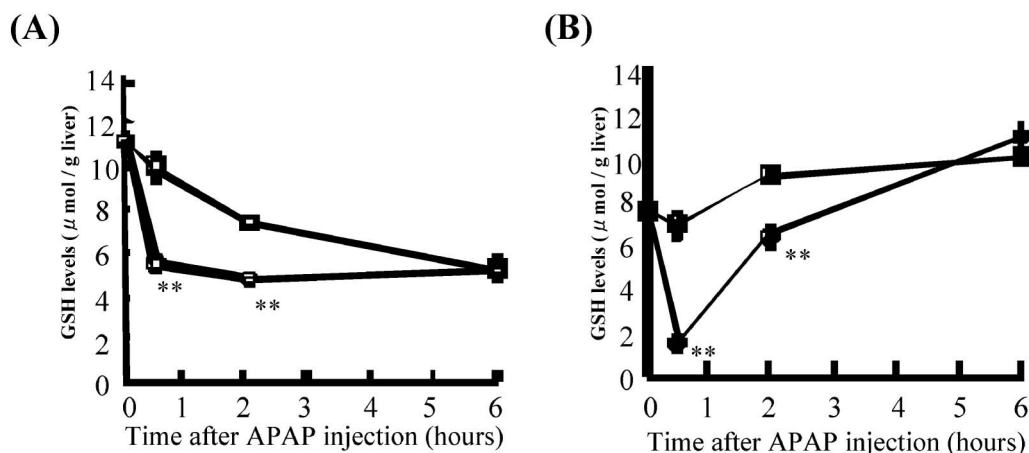 (A)
(B)
GSH levels ( μ mol / g liver)
14
12
10
8
6
4
2
0
**
**
0 1 2 3 4 5 6
Time after APAP injection (hours)
GSH levels ( μ mol / g liver)
14
12
10
8
6
4
2
0
**
**
0 1 2 3 4 5 6
Time after APAP injection (hours)